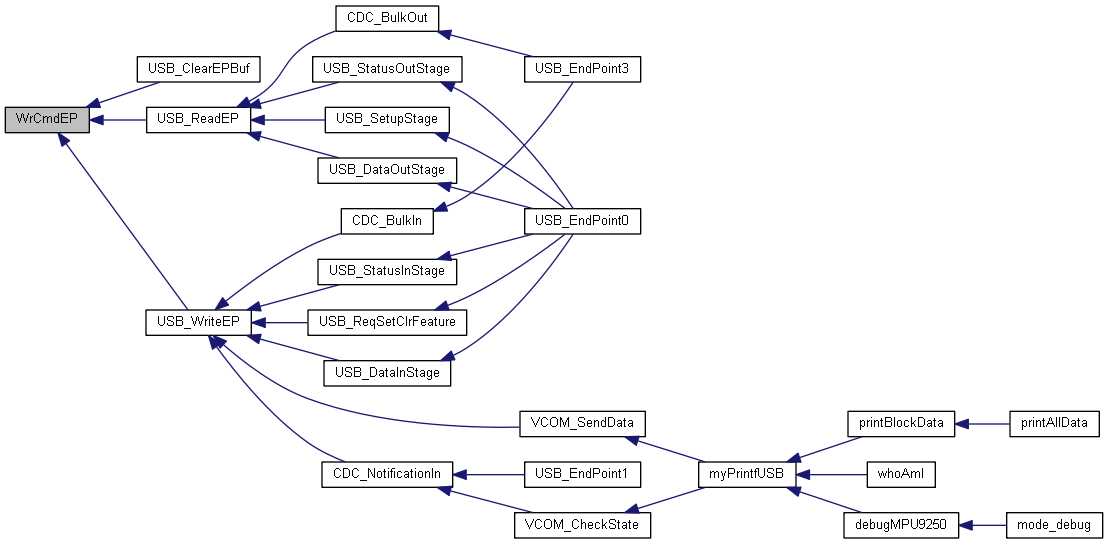 CDC_BulkOut
USB_ClearEPBuf
USB_StatusOutStage
USB_EndPoint3
WrCmdEP
USB_ReadEP
USB_SetupStage
USB_DataOutStage
CDC_BulkIn
USB_EndPoint0
USB_StatusInStage
USB_WriteEP
USB_ReqSetClrFeature
USB_DataInStage
VCOM_SendData
printBlockData
printAllData
CDC_NotificationIn
USB_EndPoint1
myPrintfUSB
whoAmI
VCOM_CheckState
debugMPU9250
mode_debug